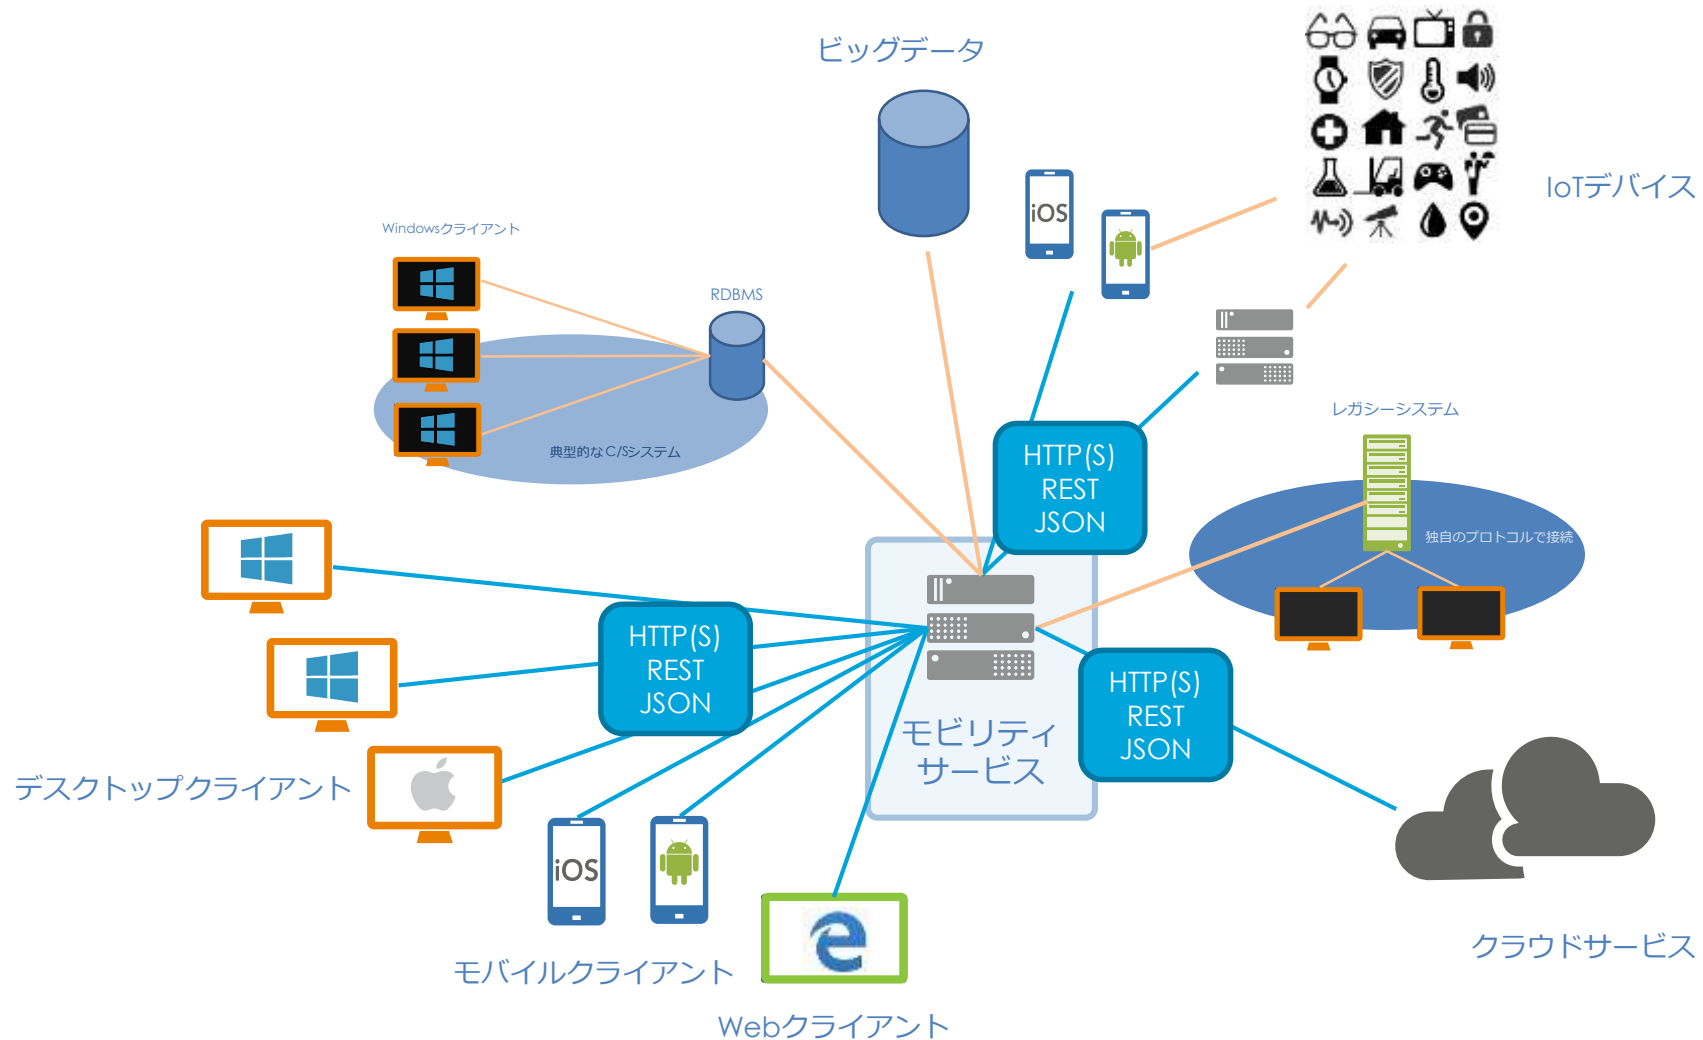 ビッグデータ
iOS
IoTデバイス
Windowsクライアント
RDBMS
典型的なC/Sシステム
HTTP(S)
REST
JSON
レガシーシステム
独自のプロトコルで接続
HTTP(S)
REST
JSON
HTTP(S)
REST
JSON
モビリティ
サービス
デスクトップクライアント
iOS
モバイルクライアント
Webクライアント
クラウドサービス